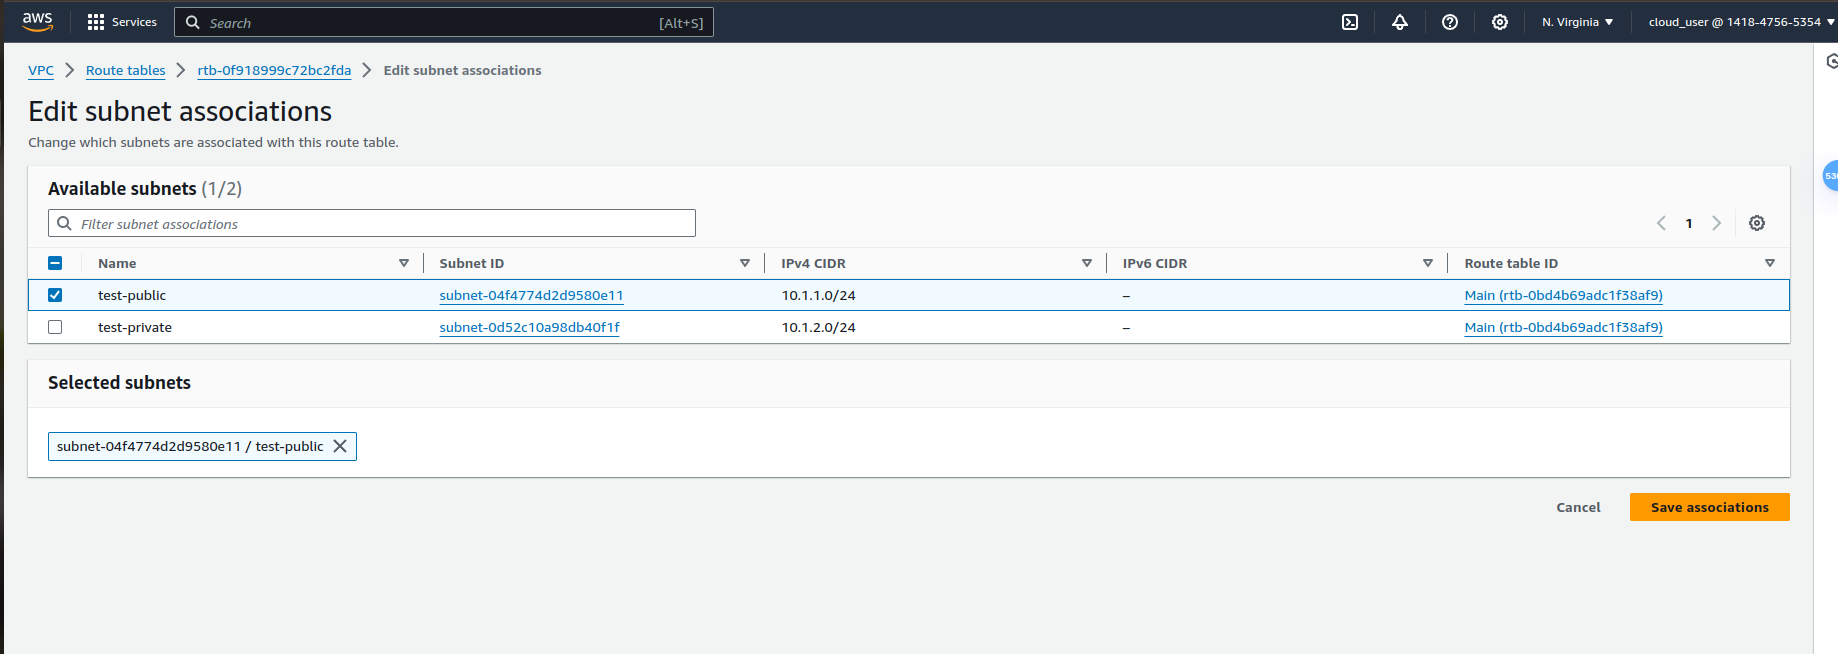 aws Services Search [Alt+S] N. Virginia cloud_user @ 1418-4756-5354
VPC Route tables rtb-0f918999c72bc2fda Edit subnet associations
Edit subnet associations
Change which subnets are associated with this route table.
Available subnets (1/2)
Filter subnet associations 1
Name Subnet ID IPv4 CIDR IPv6 CIDR Route table ID
test-public subnet-04f4774d2d9580e11 10.1.1.0/24 – Main (rtb-0bd4b69adc1f38af9)
test-private subnet-0d52c10a98db40f1f 10.1.2.0/24 – Main (rtb-0bd4b69adc1f38af9)
Selected subnets
subnet-04f4774d2d9580e11 / test-public
Cancel Save associations